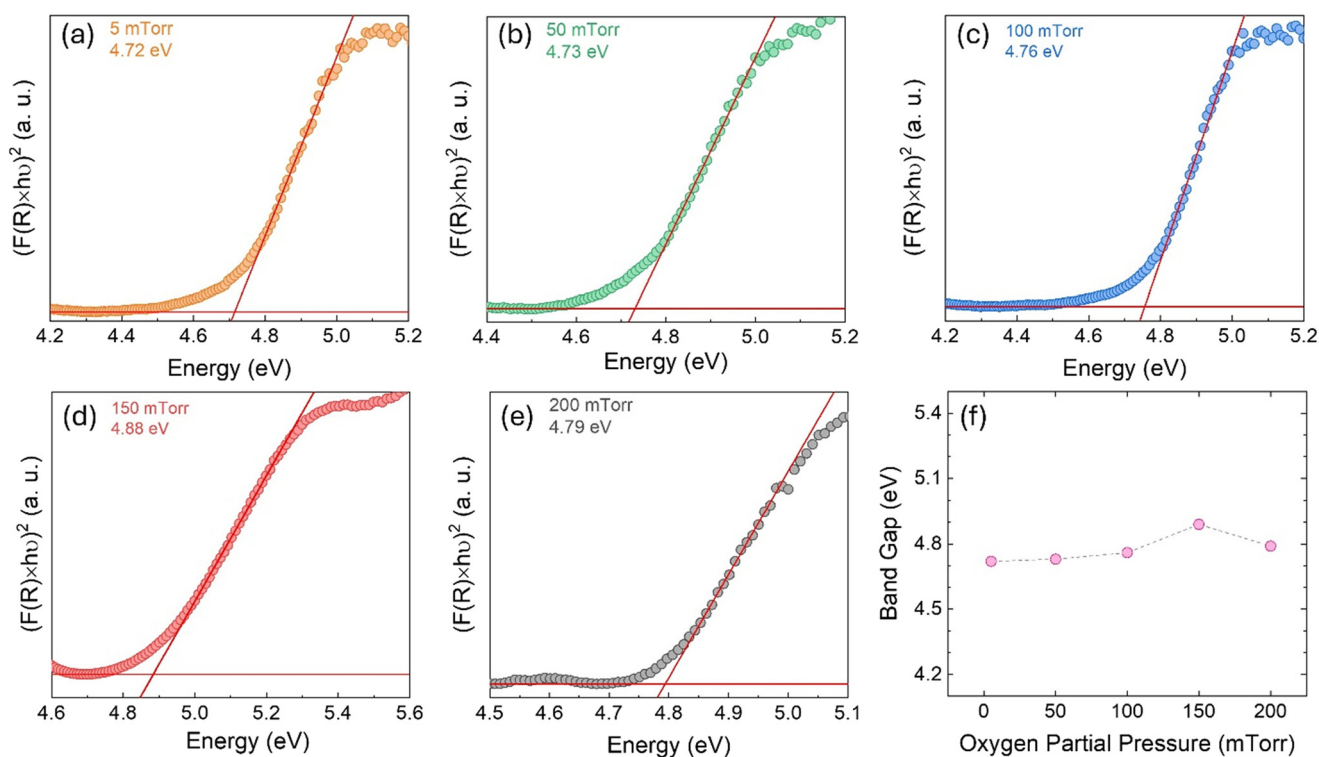 (a)
5 mTorr
4.72 eV
(F(R)×hυ)² (a. u.)
4.2 4.4 4.6 4.8 5.0 5.2
Energy (eV)
(b)
50 mTorr
4.73 eV
(F(R)×hυ)² (a. u.)
4.4 4.6 4.8 5.0 5.2
Energy (eV)
(c)
100 mTorr
4.76 eV
(F(R)×hυ)² (a. u.)
4.2 4.4 4.6 4.8 5.0 5.2
Energy (eV)
(d)
150 mTorr
4.88 eV
(F(R)×hυ)² (a. u.)
4.6 4.8 5.0 5.2 5.4 5.6
Energy (eV)
(e)
200 mTorr
4.79 eV
(F(R)×hυ)² (a. u.)
4.5 4.6 4.7 4.8 4.9 5.0 5.1
Energy (eV)
(f)
Band Gap (eV)
5.4
5.1
4.8
4.5
4.2
0 50 100 150 200
Oxygen Partial Pressure (mTorr)